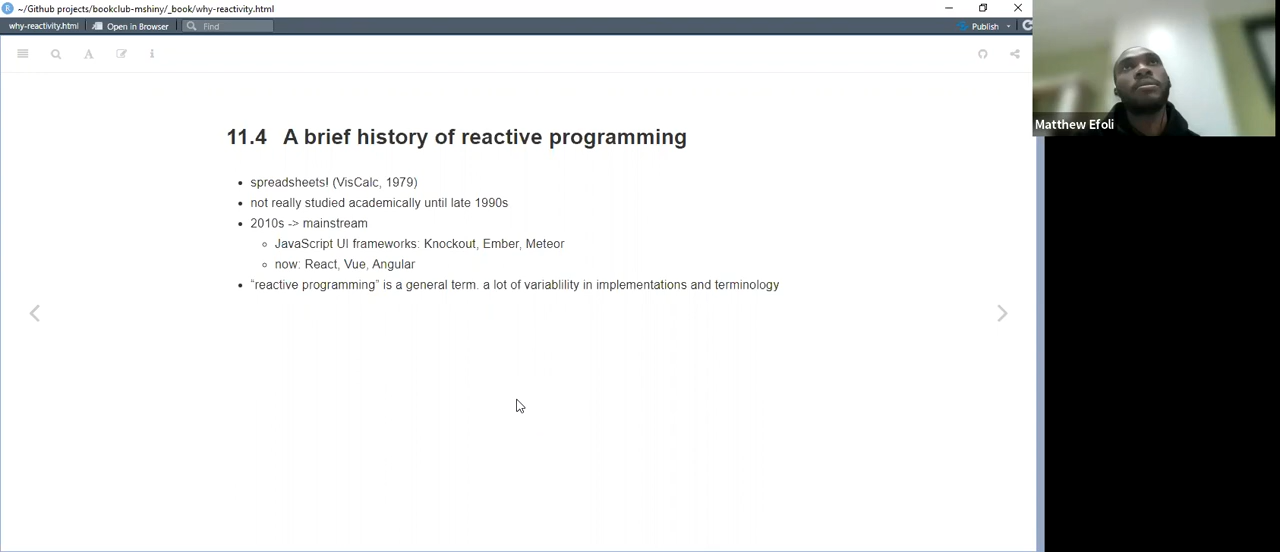 ~/Github projects/bookclub-mshiny/_book/why-reactivity.html
why-reactivity.html
Open in Browser
Find
Publish
Matthew Efoli
11.4 A brief history of reactive programming
spreadsheets! (VisCalc, 1979)
not really studied academically until late 1990s
2010s -> mainstream
JavaScript UI frameworks: Knockout, Ember, Meteor
now: React, Vue, Angular
“reactive programming” is a general term. a lot of variablility in implementations and terminology